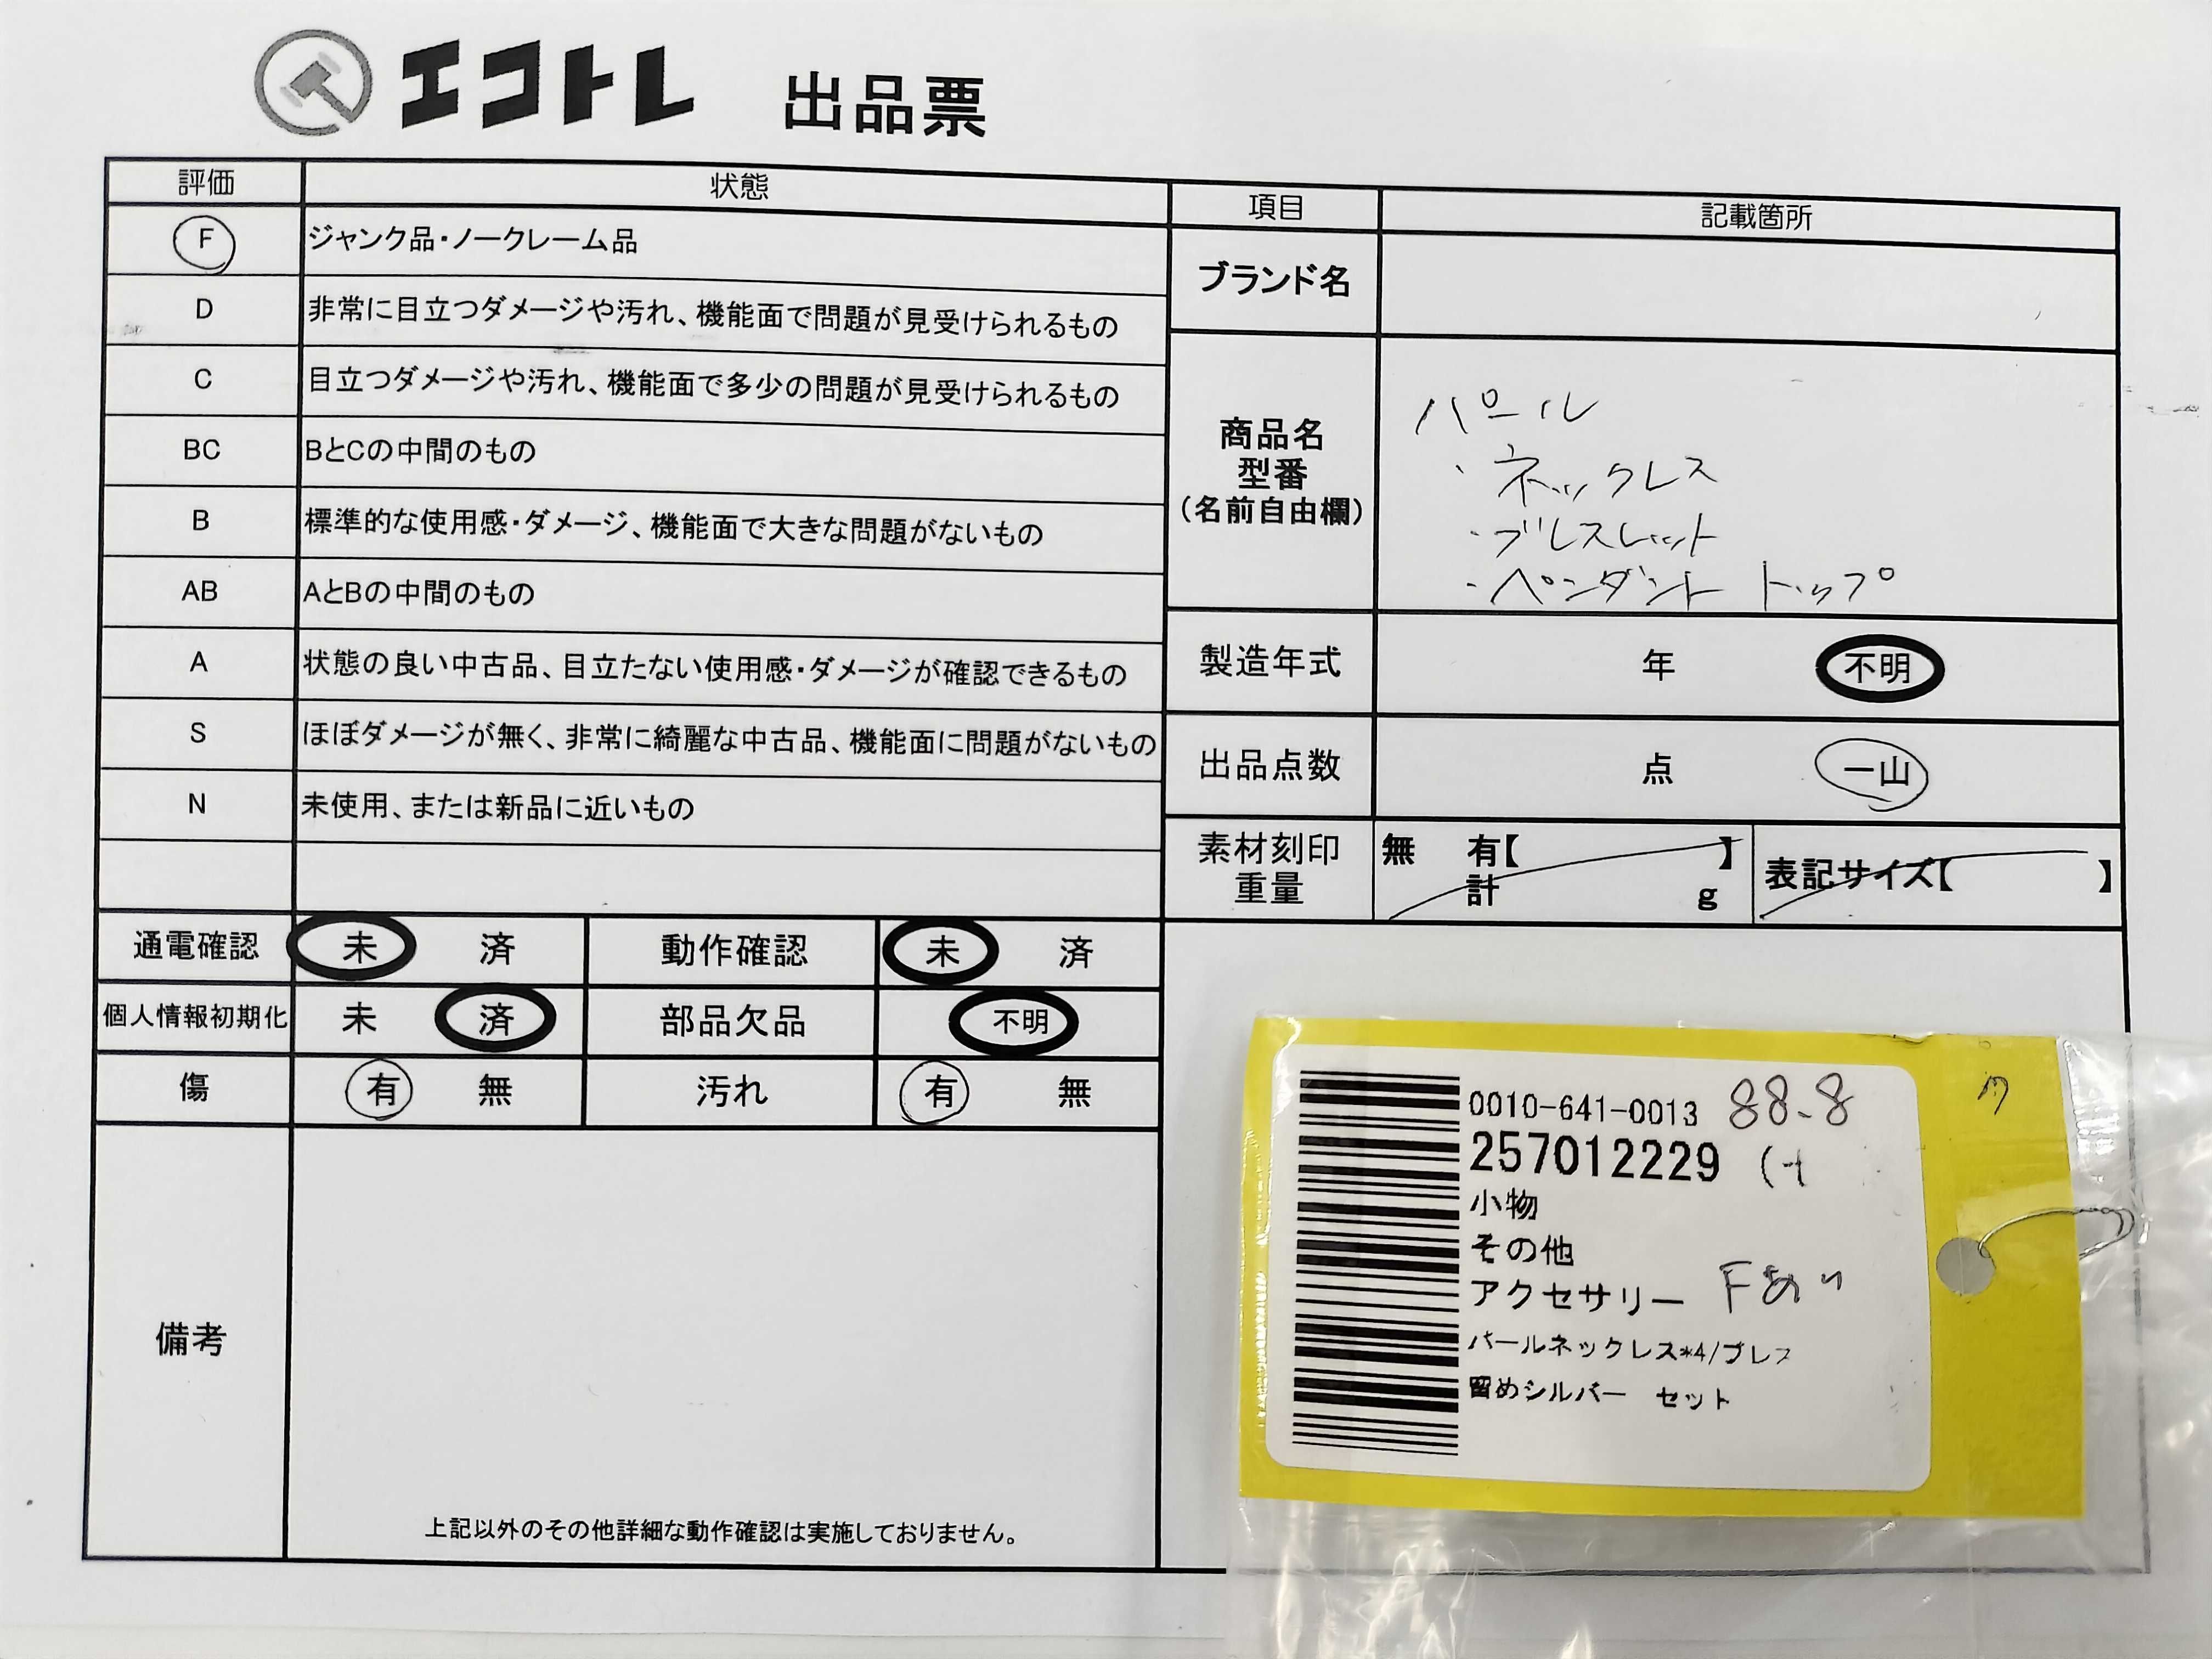 エコトレ 出品票
評価 状態
F ジャンク品・ノークレーム品
D 非常に目立つダメージや汚れ、機能面で問題が見受けられるもの
C 目立つダメージや汚れ、機能面で多少の問題が見受けられるもの
BC BとCの中間のもの
B 標準的な使用感・ダメージ、機能面で大きな問題がないもの
AB AとBの中間のもの
A 状態の良い中古品、目立たない使用感・ダメージが確認できるもの
S ほぼダメージが無く、非常に綺麗な中古品、機能面に問題がないもの
N 未使用、または新品に近いもの
通電確認 未 済 動作確認 未 済
個人情報初期化 未 済 部品欠品 不明
傷 有 無 汚れ 有 無
備考
上記以外のその他詳細な動作確認は実施しておりません。
項目 記載箇所
ブランド名
商品名
型番
(名前自由欄)
パール
・ネックレス
・ブレスレット
・ペンダント トップ
製造年式 年 不明
出品点数 点 一山
素材刻印
重量
無 有【 】
計 g
表記サイズ【 】
0010-641-0013 88.8
257012229
小物
その他
アクセサリー Fあり
パールネックレス*4/ブレス
留めシルバー セット